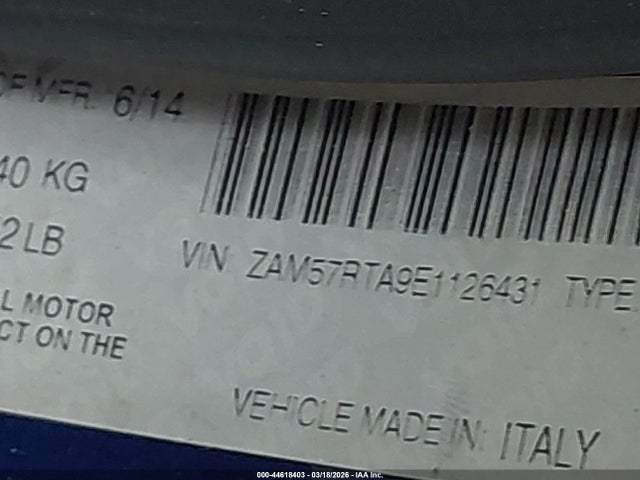 OF MFR. 6/14
40 KG
2 LB
VIN: ZAM57RTA9E1126431 TYPE:
L MOTOR
CT ON THE
VEHICLE MADE IN: ITALY
000-44618403 | 03/18/2026 - IAA Inc.